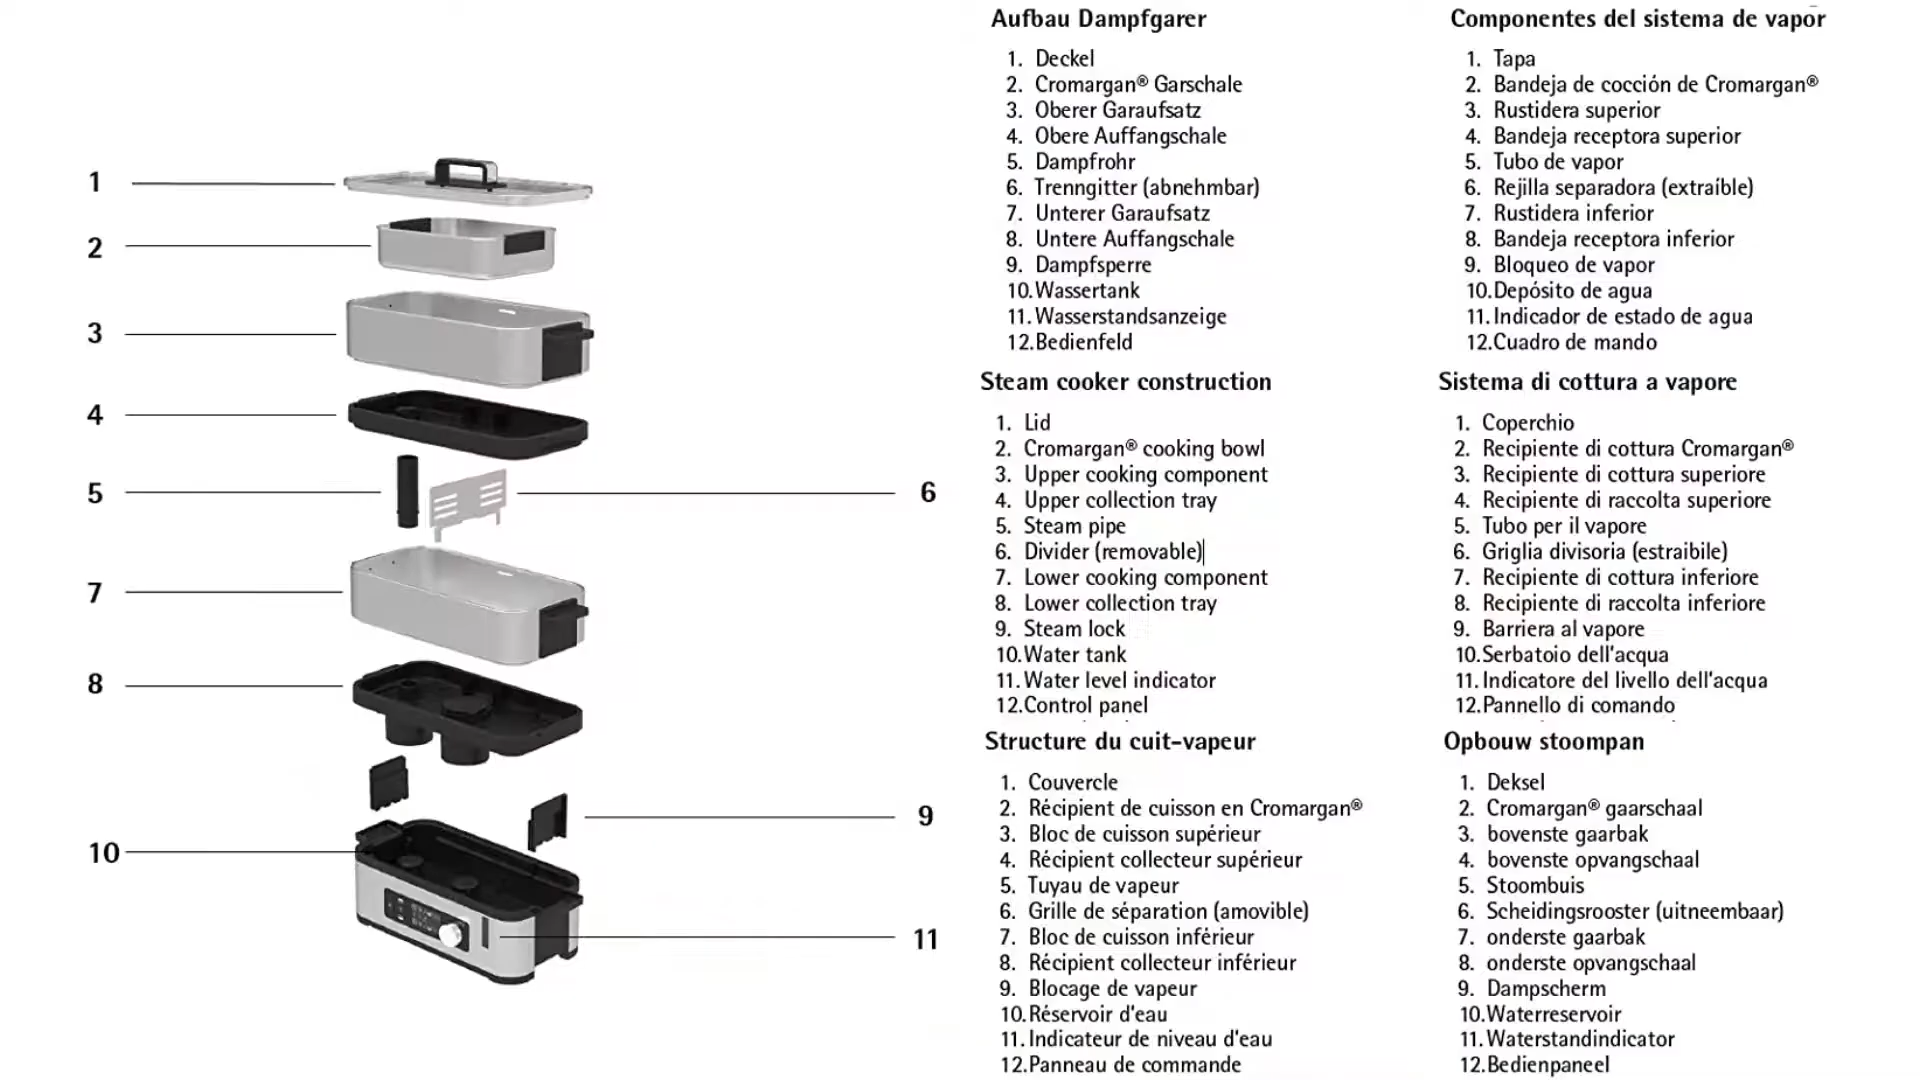 1
2
3
4
5
6
7
8
9
10
11
Aufbau Dampfgarer
1. Deckel
2. Cromargan® Garschale
3. Oberer Garaufsatz
4. Obere Auffangschale
5. Dampfrohr
6. Trenngitter (abnehmbar)
7. Unterer Garaufsatz
8. Untere Auffangschale
9. Dampfsperre
10. Wassertank
11. Wasserstandsanzeige
12. Bedienfeld
Steam cooker construction
1. Lid
2. Cromargan® cooking bowl
3. Upper cooking component
4. Upper collection tray
5. Steam pipe
6. Divider (removable)
7. Lower cooking component
8. Lower collection tray
9. Steam lock
10. Water tank
11. Water level indicator
12. Control panel
Structure du cuit-vapeur
1. Couvercle
2. Récipient de cuisson en Cromargan®
3. Bloc de cuisson supérieur
4. Récipient collecteur supérieur
5. Tuyau de vapeur
6. Grille de séparation (amovible)
7. Bloc de cuisson inférieur
8. Récipient collecteur inférieur
9. Blocage de vapeur
10. Réservoir d'eau
11. Indicateur de niveau d'eau
12. Panneau de commande
Componentes del sistema de vapor
1. Tapa
2. Bandeja de cocción de Cromargan®
3. Rustidera superior
4. Bandeja receptora superior
5. Tubo de vapor
6. Rejilla separadora (extraíble)
7. Rustidera inferior
8. Bandeja receptora inferior
9. Bloqueo de vapor
10. Depósito de agua
11. Indicador de estado de agua
12. Cuadro de mando
Sistema di cottura a vapore
1. Coperchio
2. Recipiente di cottura Cromargan®
3. Recipiente di cottura superiore
4. Recipiente di raccolta superiore
5. Tubo per il vapore
6. Griglia divisoria (estraibile)
7. Recipiente di cottura inferiore
8. Recipiente di raccolta inferiore
9. Barriera al vapore
10. Serbatoio dell'acqua
11. Indicatore del livello dell'acqua
12. Pannello di comando
Opbouw stoompan
1. Deksel
2. Cromargan® gaarschaal
3. bovenste gaarbak
4. bovenste opvangschaal
5. Stoombuis
6. Scheidingsrooster (uitneembaar)
7. onderste gaarbak
8. onderste opvangschaal
9. Dampscherm
10. Waterreservoir
11. Waterstandindicator
12. Bedienpaneel